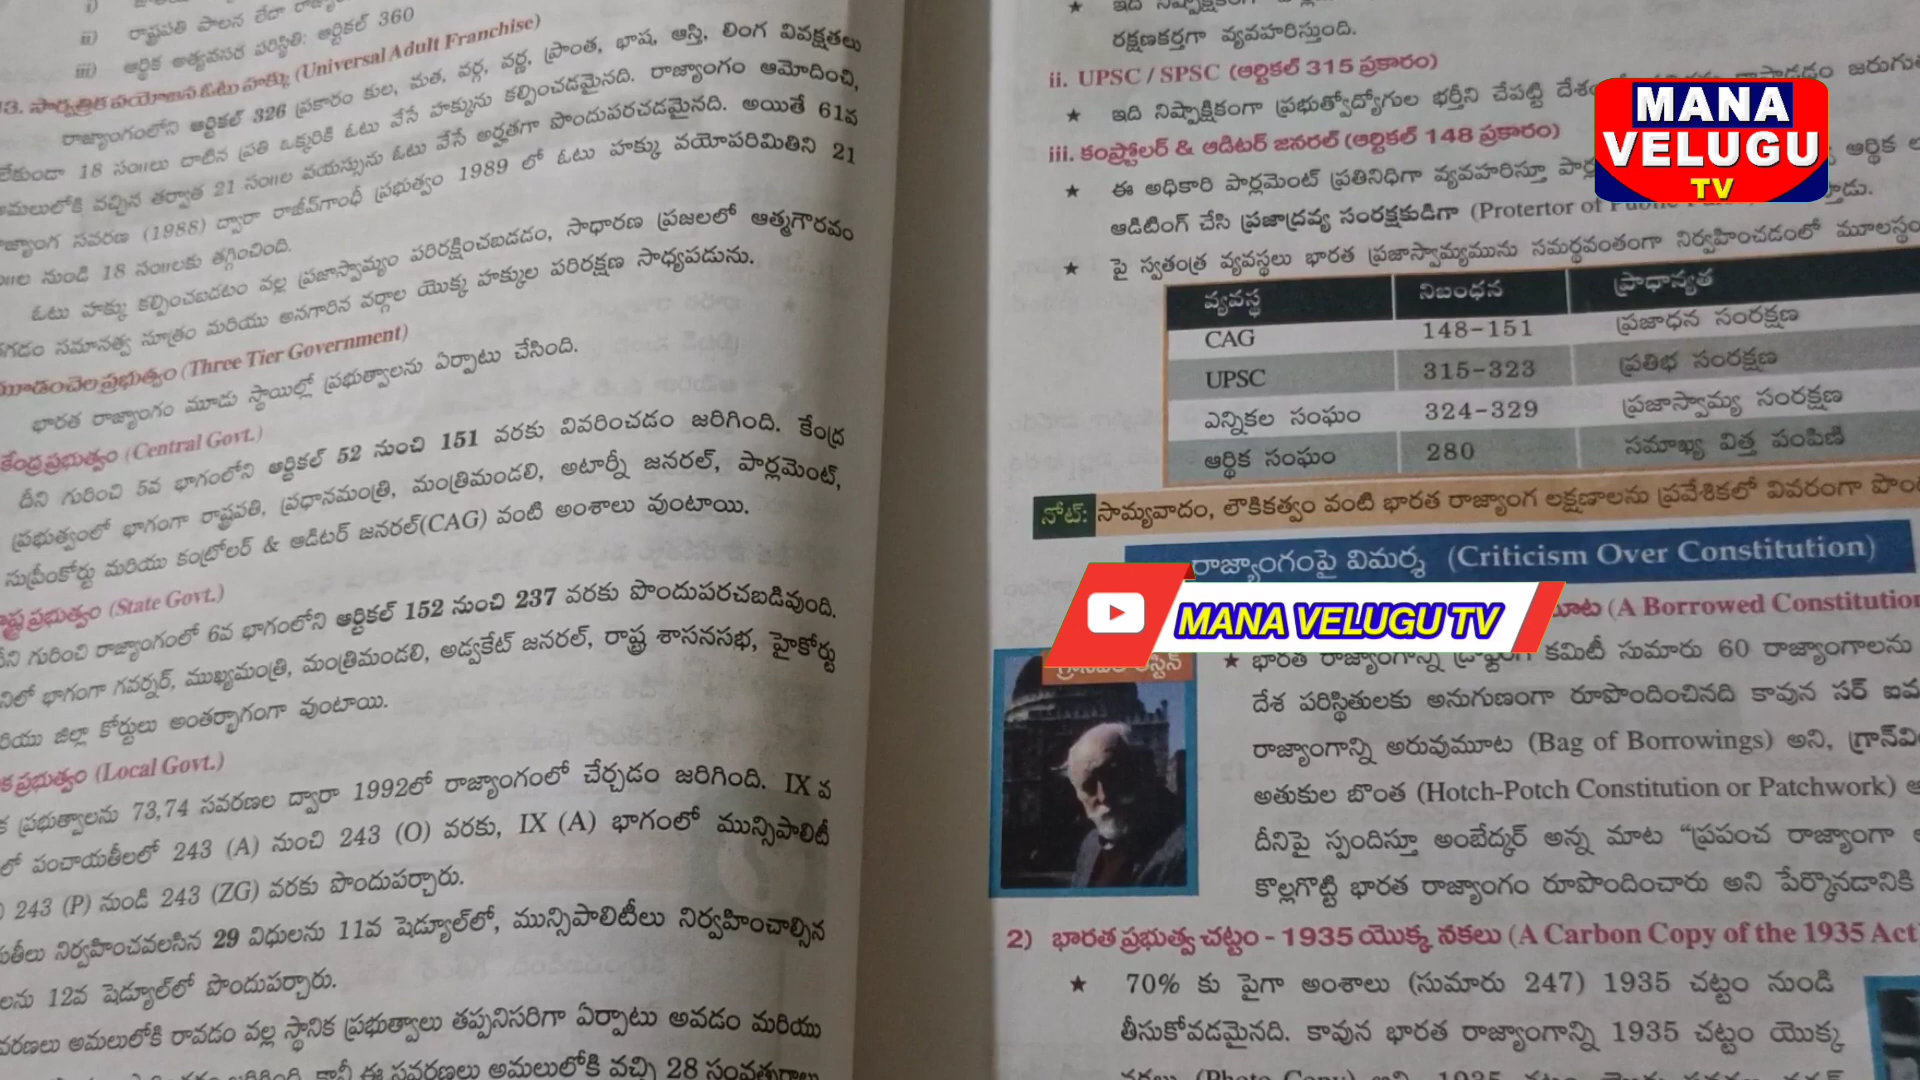 ii) రాష్ట్రపతి పాలన లేదా
iii) ఆర్థిక అత్యవసర పరిస్థితి: ఆర్టికల్ 360
13. సార్వత్రిక వయోజన ఓటు హక్కు (Universal Adult Franchise)
రాజ్యాంగంలోని ఆర్టికల్ 326 ప్రకారం కుల, మత, వర్గ, వర్ణ, ప్రాంత, భాష, ఆస్తి, లింగ వివక్షతలు
లేకుండా 18 సం॥లు దాటిన ప్రతి ఒక్కరికి ఓటు వేసే హక్కును కల్పించడమైనది. రాజ్యాంగం ఆమోదించి,
అమలులోకి వచ్చిన తర్వాత 21 సం॥ల వయస్సును ఓటు వేసే అర్హతగా పొందుపరచడమైనది. అయితే 61వ
సవరణ (1988) ద్వారా రాజీవ్‌గాంధీ ప్రభుత్వం 1989 లో ఓటు హక్కు వయోపరిమితిని 21
నుండి 18 సం॥లకు తగ్గించింది.
ఓటు హక్కు కల్పించబడటం వల్ల ప్రజాస్వామ్యం పరిరక్షించబడడం, సాధారణ ప్రజలలో ఆత్మగౌరవం
సమానత్వ సూత్రం మరియు అనగారిన వర్గాల యొక్క హక్కుల పరిరక్షణ సాధ్యపడును.
మూడంచెల ప్రభుత్వం (Three Tier Government)
భారత రాజ్యాంగం మూడు స్థాయిల్లో ప్రభుత్వాలను ఏర్పాటు చేసింది.
కేంద్ర ప్రభుత్వం (Central Govt.)
దీని గురించి 5వ భాగంలోని ఆర్టికల్ 52 నుంచి 151 వరకు వివరించడం జరిగింది. కేంద్ర
ప్రభుత్వంలో భాగంగా రాష్ట్రపతి, ప్రధానమంత్రి, మంత్రిమండలి, అటార్నీ జనరల్, పార్లమెంట్,
సుప్రీంకోర్టు మరియు కంట్రోలర్ & ఆడిటర్ జనరల్(CAG) వంటి అంశాలు వుంటాయి.
ప్రభుత్వం (State Govt.)
గురించి రాజ్యాంగంలో 6వ భాగంలోని ఆర్టికల్ 152 నుంచి 237 వరకు పొందుపరచబడివుంది.
భాగంగా గవర్నర్, ముఖ్యమంత్రి, మంత్రిమండలి, అడ్వకేట్ జనరల్, రాష్ట్ర శాసనసభ, హైకోర్టు
జిల్లా కోర్టులు అంతర్భాగంగా వుంటాయి.
ప్రభుత్వం (Local Govt.)
ప్రభుత్వాలను 73,74 సవరణల ద్వారా 1992లో రాజ్యాంగంలో చేర్చడం జరిగింది. IX వ
పంచాయతీలలో 243 (A) నుంచి 243 (O) వరకు, IX (A) భాగంలో మున్సిపాలిటీ
243 (P) నుండి 243 (ZG) వరకు పొందుపర్చారు.
నిర్వహించవలసిన 29 విధులను 11వ షెడ్యూల్‌లో, మున్సిపాలిటీలు నిర్వహించాల్సిన
12వ షెడ్యూల్‌లో పొందుపర్చారు.
అమలులోకి రావడం వల్ల స్థానిక ప్రభుత్వాలు తప్పనిసరిగా ఏర్పాటు అవడం మరియు
కానీ ఈ సవరణలు అమలులోకి వచ్చి 28
రక్షణకర్తగా వ్యవహరిస్తుంది.
ii. UPSC / SPSC (ఆర్టికల్ 315 ప్రకారం)
★ ఇది నిష్పాక్షికంగా ప్రభుత్వోద్యోగుల భర్తీని చేపట్టి జరుగుతుం
iii. కంప్ట్రోలర్ & ఆడిటర్ జనరల్ (ఆర్టికల్ 148 ప్రకారం)
★ ఈ అధికారి పార్లమెంట్ ప్రతినిధిగా వ్యవహరిస్తూ ఆర్థిక
ఆడిటింగ్ చేసి ప్రజాద్రవ్య సంరక్షకుడిగా (Protertor of
★ పై స్వతంత్ర వ్యవస్థలు భారత ప్రజాస్వామ్యమును సమర్థవంతంగా నిర్వహించడంలో
వ్యవస్థ నిబంధన ప్రాధాన్యత
CAG 148-151 ప్రజాధన సంరక్షణ
UPSC 315-323 ప్రతిభ సంరక్షణ
ఎన్నికల సంఘం 324-329 ప్రజాస్వామ్య సంరక్షణ
ఆర్థిక సంఘం 280 సమాఖ్య విత్త పంపిణీ
నోట్: సామ్యవాదం, లౌకికత్వం వంటి భారత రాజ్యాంగ లక్షణాలను ప్రవేశికలో వివరంగా
రాజ్యాంగంపై విమర్శ (Criticism Over Constitution)
(A Borrowed Constitution
★ భారత రాజ్యాంగాన్ని డ్రాఫ్టింగ్ కమిటీ సుమారు 60 రాజ్యాంగాలను
దేశ పరిస్థితులకు అనుగుణంగా రూపొందించినది కావున సర్ ఐవ
రాజ్యాంగాన్ని అరువుమూట (Bag of Borrowings) అని, గ్రాన్‌వి
అతుకుల బొంత (Hotch-Potch Constitution or Patchwork)
దీనిపై స్పందిస్తూ అంబేద్కర్ అన్న మాట "ప్రపంచ రాజ్యాంగా
కొల్లగొట్టి భారత రాజ్యాంగం రూపొందించారు అని పేర్కొనడానికి
2) భారత ప్రభుత్వ చట్టం - 1935 యొక్క నకలు (A Carbon Copy of the 1935 Act)
★ 70% కు పైగా అంశాలు (సుమారు 247) 1935 చట్టం నుండి
తీసుకోవడమైనది. కావున భారత రాజ్యాంగాన్ని 1935 చట్టం యొక్క
MANA
VELUGU
TV
MANA VELUGU TV